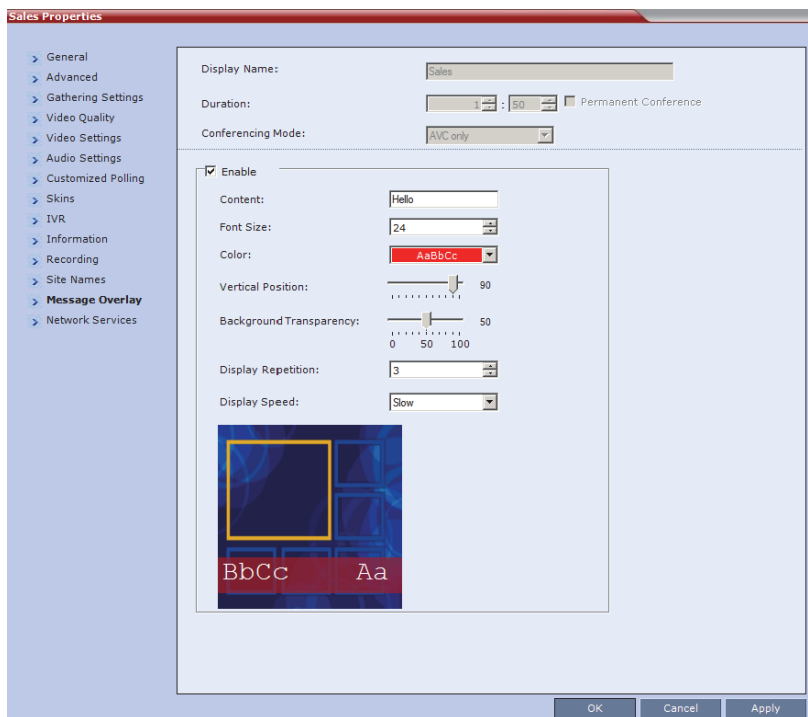 Sales Properties
General
Advanced
Gathering Settings
Video Quality
Video Settings
Audio Settings
Customized Polling
Skins
IVR
Information
Recording
Site Names
Message Overlay
Network Services
Display Name: Sales
Duration: 1 : 50 Permanent Conference
Conferencing Mode: AVC only
Enable
Content: Hello
Font Size: 24
Color: AaBbCc
Vertical Position: 90
Background Transparency: 50
0 50 100
Display Repetition: 3
Display Speed: Slow
BbCc Aa
OK Cancel Apply